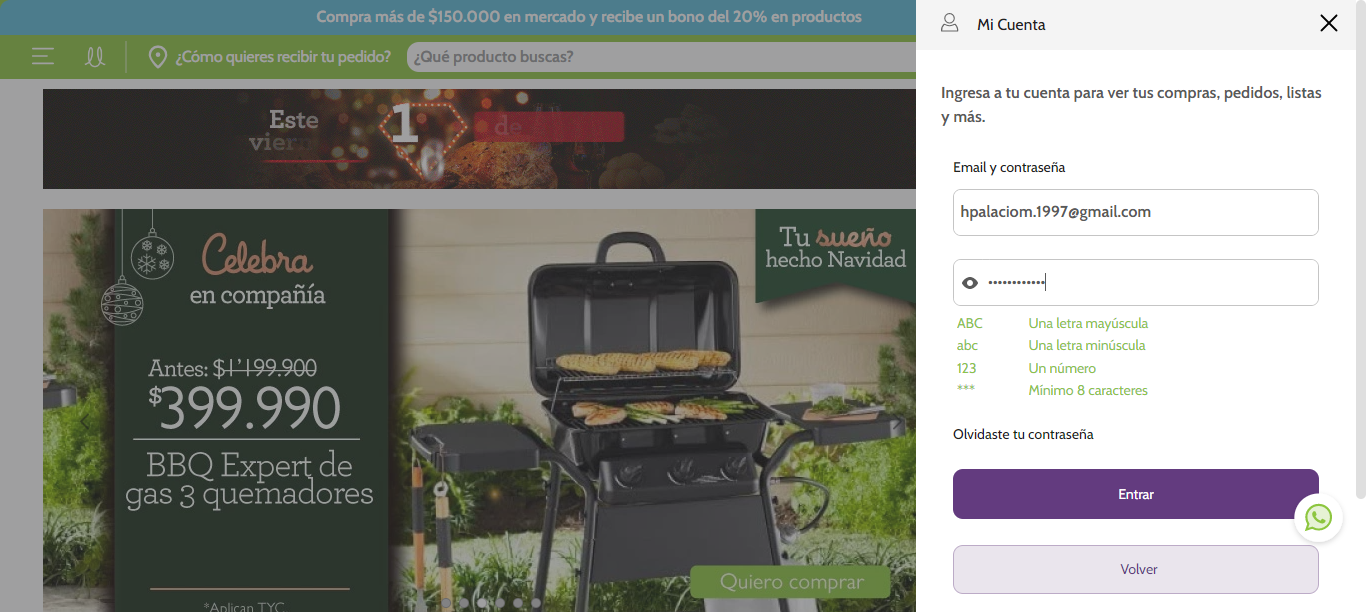 Compra más de $150.000 en mercado y recibe un bono del 20% en productos
¿Cómo quieres recibir tu pedido?
¿Qué producto buscas?
Este
viern
1
de
Celebra
en compañía
Antes: $1'199.900
$399.990
BBQ Expert de
gas 3 quemadores
*Aplican TYC
Tu sueño
hecho Navidad
Quiero comprar
Mi Cuenta
Ingresa a tu cuenta para ver tus compras, pedidos, listas
y más.
Email y contraseña
hpalaciom.1997@gmail.com
••••••••••••
ABC Una letra mayúscula
abc Una letra minúscula
123 Un número
*** Mínimo 8 caracteres
Olvidaste tu contraseña
Entrar
Volver